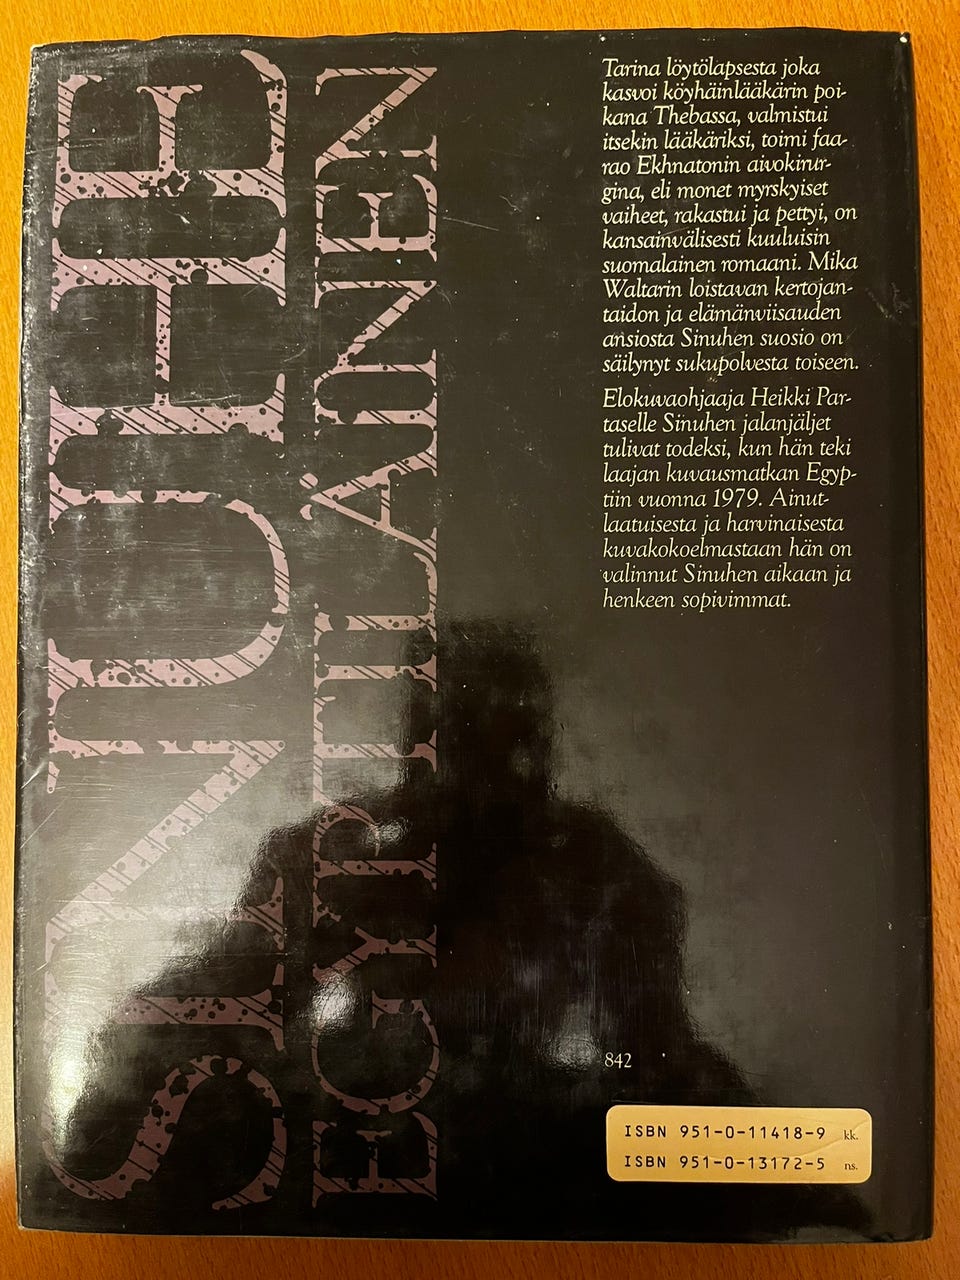 SINUHE
EGYPTILÄINEN
Tarina löytölapsesta joka
kasvoi köyhäinlääkärin poi-
kana Thebassa, valmistui
itsekin lääkäriksi, toimi faa-
rao Ekhnatonin aivokirur-
gina, eli monet myrskyiset
vaiheet, rakastui ja pettyi, on
kansainvälisesti kuuluisin
suomalainen romaani. Mika
Waltarin loistavan kertojan-
taidon ja elämänviisauden
ansiosta Sinuhen suosio on
säilynyt sukupolvesta toiseen.
Elokuvaohjaaja Heikki Par-
taselle Sinuhen jalanjäljet
tulivat todeksi, kun hän teki
laajan kuvausmatkan Egyp-
tiin vuonna 1979. Ainut-
laatuisesta ja harvinaisesta
kuvakokoelmastaan hän on
valinnut Sinuhen aikaan ja
henkeen sopivimmat.
842
ISBN 951-0-11418-9 kk.
ISBN 951-0-13172-5 ns.